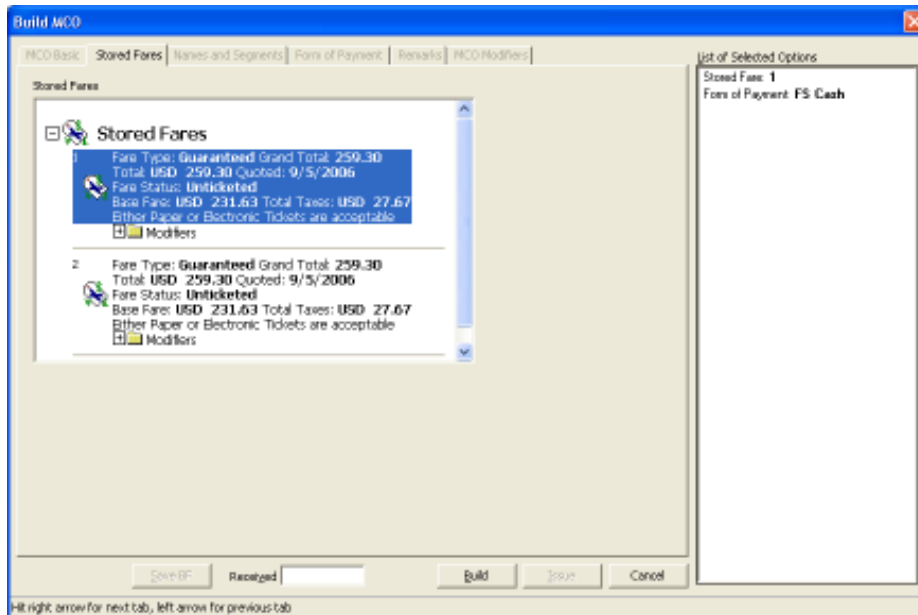 Build MCO
MCO Basic Stored Fares Names and Segments Form of Payment Remarks MCO Modifiers
List of Selected Options
Stored Fare: 1
Form of Payment: FS Cash
Stored Fares
Stored Fares
1 Fare Type: Guaranteed Grand Total: 259.30
Total: USD 259.30 Quoted: 9/5/2006
Fare Status: Unticketed
Base Fare: USD 231.63 Total Taxes: USD 27.67
Either Paper or Electronic Tickets are acceptable
Modifiers
2 Fare Type: Guaranteed Grand Total: 259.30
Total: USD 259.30 Quoted: 9/5/2006
Fare Status: Unticketed
Base Fare: USD 231.63 Total Taxes: USD 27.67
Either Paper or Electronic Tickets are acceptable
Modifiers
Save BF Received Build Issue Cancel
Hit right arrow for next tab, left arrow for previous tab